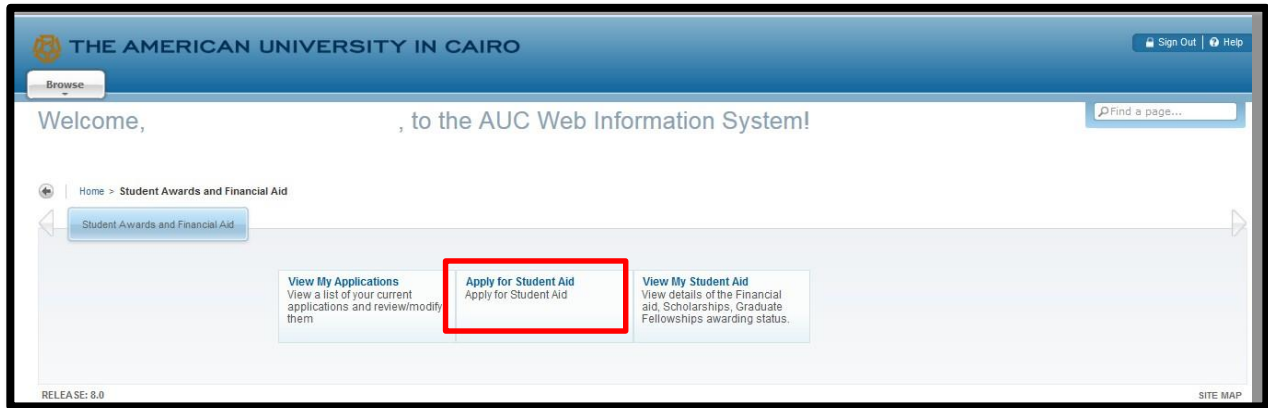 THE AMERICAN UNIVERSITY IN CAIRO
Sign Out | Help
Browse
Welcome, , to the AUC Web Information System!
Find a page...
Home > Student Awards and Financial Aid
Student Awards and Financial Aid
View My Applications
View a list of your current
applications and review/modify
them
Apply for Student Aid
Apply for Student Aid
View My Student Aid
View details of the Financial
aid, Scholarships, Graduate
Fellowships awarding status.
RELEASE: 8.0
SITE MAP